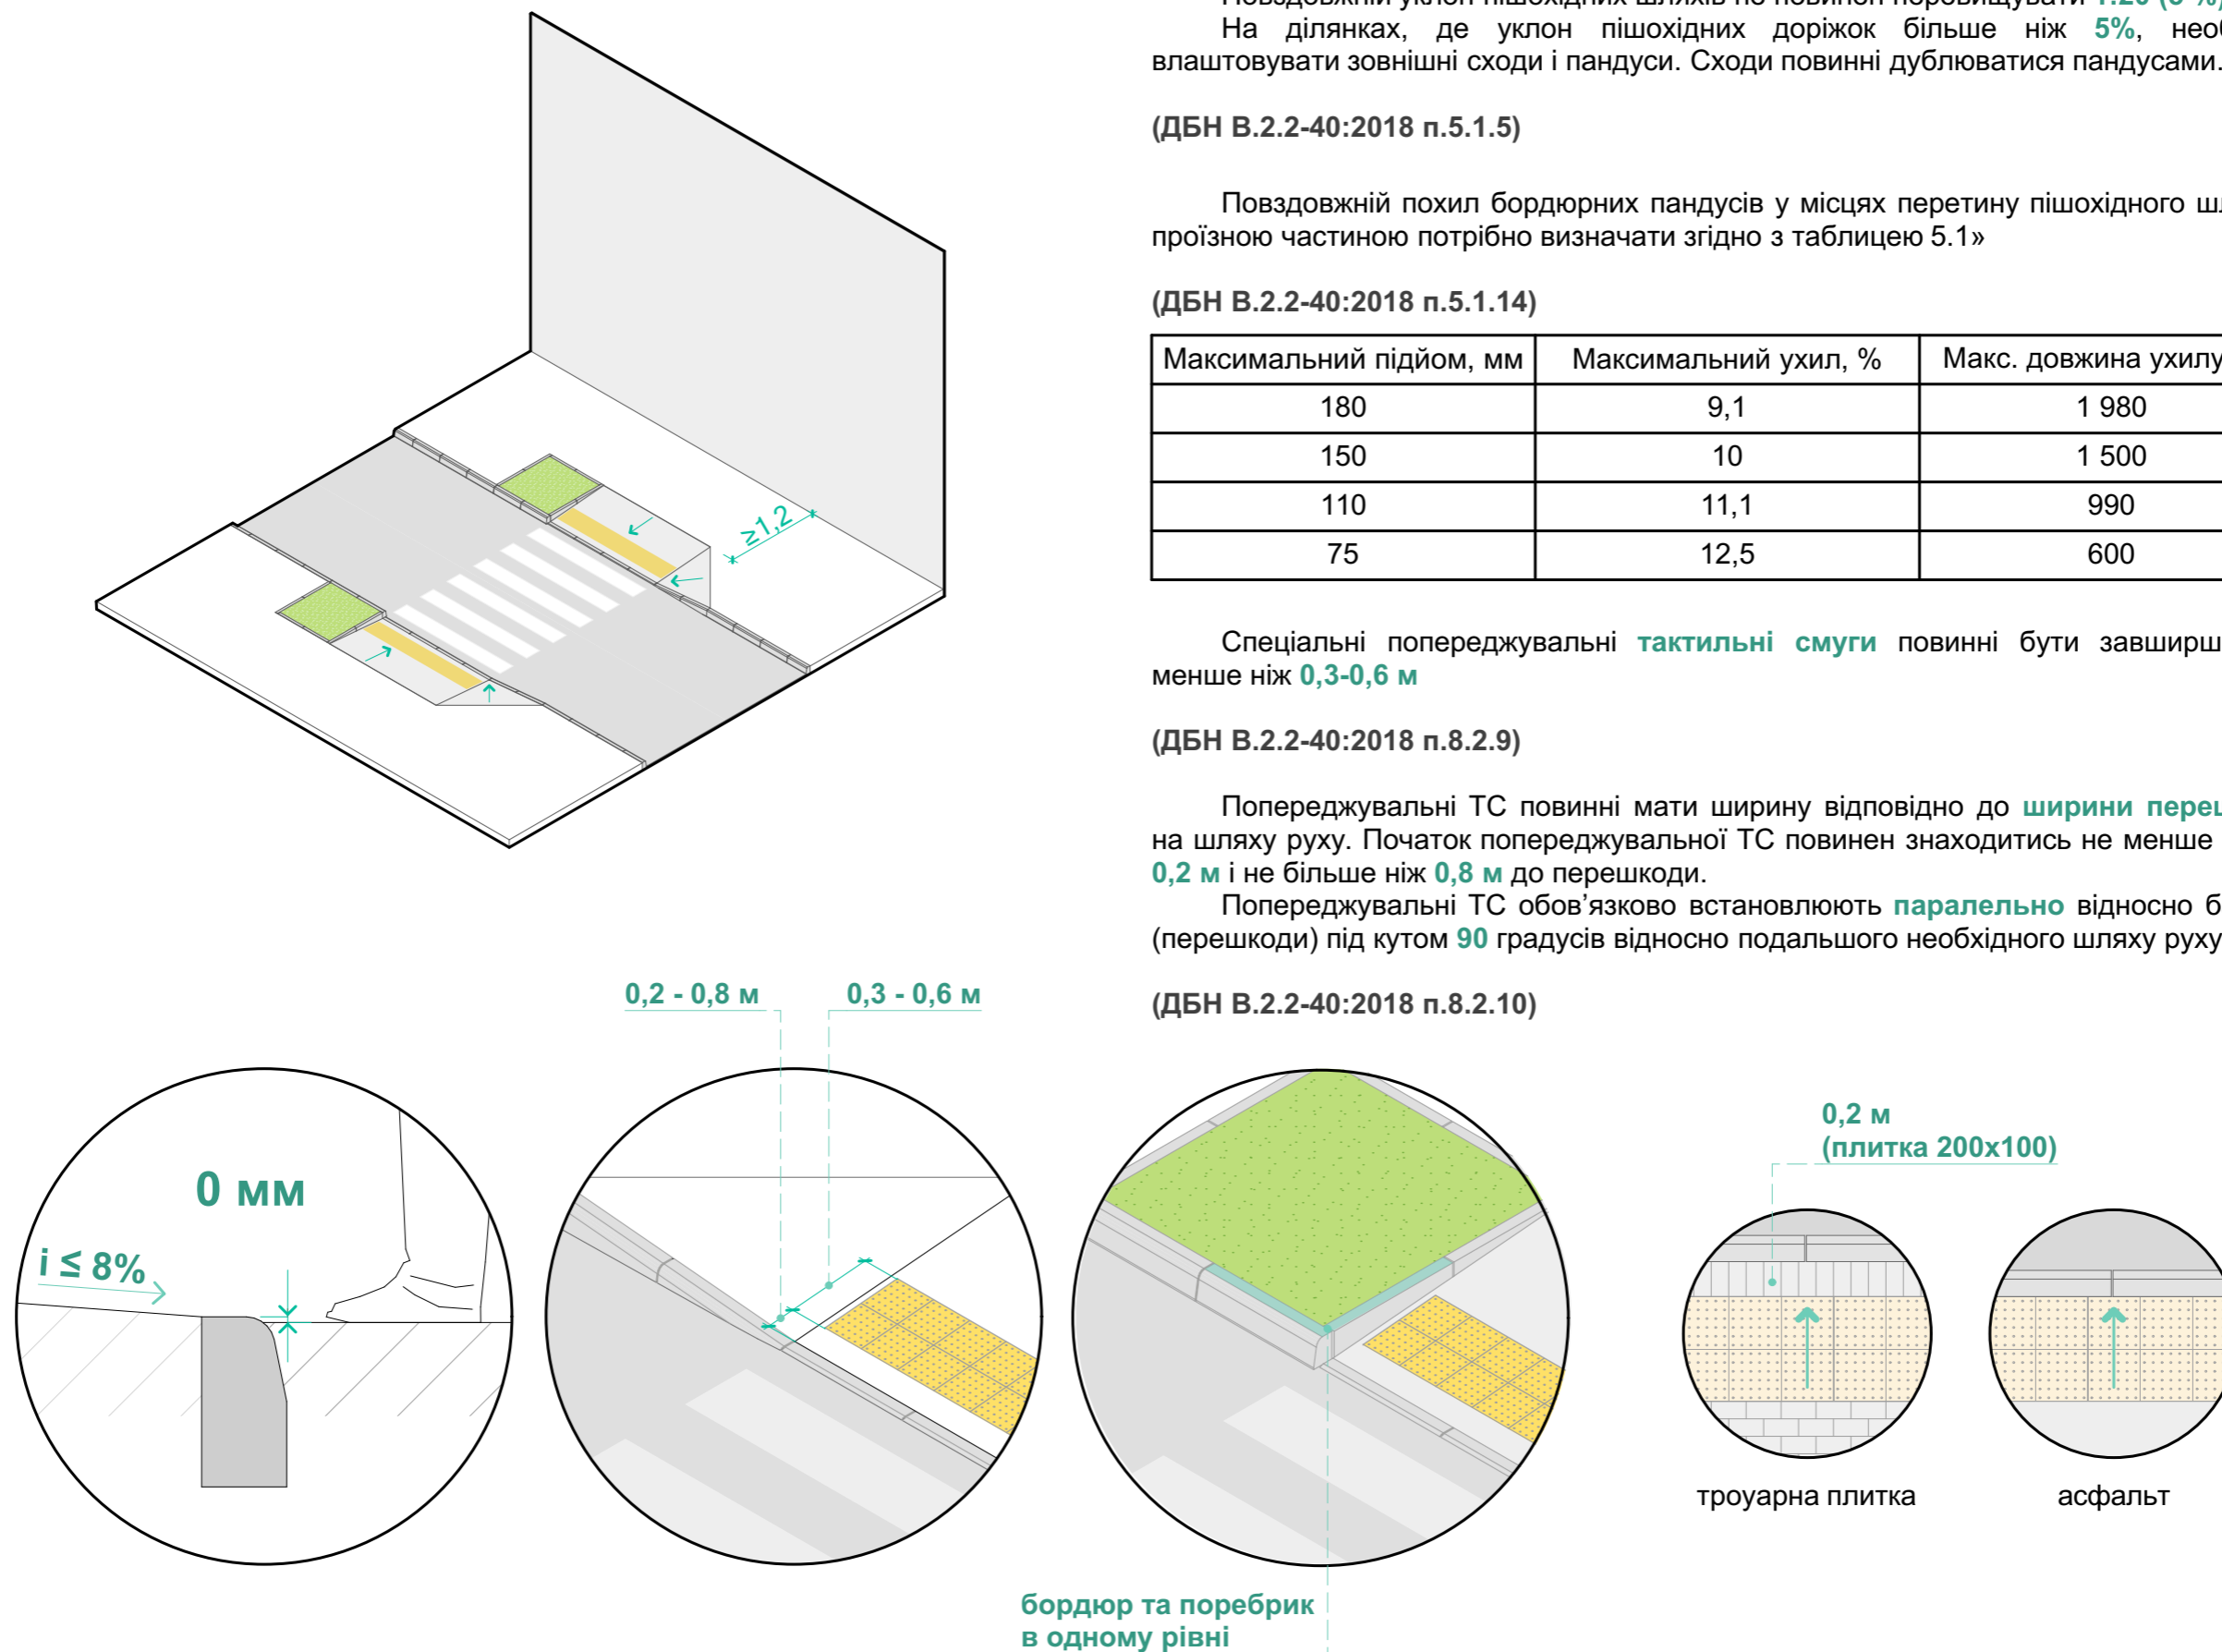 На ділянках, де уклон пішохідних доріжок більше ніж 5%,
влаштовувати зовнішні сходи і пандуси. Сходи повинні дублюватися пандусами.
(ДБН В.2.2-40:2018 п.5.1.5)
Повздовжній похил бордюрних пандусів у місцях перетину пішохідного
проїзною частиною потрібно визначати згідно з таблицею 5.1»
(ДБН В.2.2-40:2018 п.5.1.14)
Максимальний підйом, мм Максимальний ухил, % Макс. довжина ухилу
180 9,1 1 980
150 10 1 500
110 11,1 990
75 12,5 600
Спеціальні попереджувальні тактильні смуги повинні бути
менше ніж 0,3-0,6 м
(ДБН В.2.2-40:2018 п.8.2.9)
Попереджувальні ТС повинні мати ширину відповідно до ширини
на шляху руху. Початок попереджувальної ТС повинен знаходитись не менше
0,2 м і не більше ніж 0,8 м до перешкоди.
Попереджувальні ТС обов’язково встановлюють паралельно відносно
(перешкоди) під кутом 90 градусів відносно подальшого необхідного шляху руху
(ДБН В.2.2-40:2018 п.8.2.10)
≥1,2
0,2 - 0,8 м
0,3 - 0,6 м
0 мм
i ≤ 8%
0,2 м
(плитка 200х100)
троуарна плитка
асфальт
бордюр та поребрик
в одному рівні